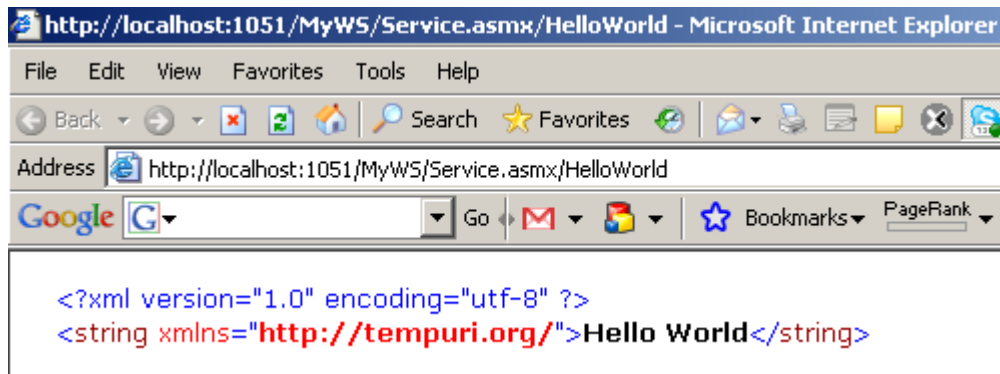 http://localhost:1051/MyWS/Service.asmx/HelloWorld - Microsoft Internet Explorer
File Edit View Favorites Tools Help
Back Search Favorites
Address http://localhost:1051/MyWS/Service.asmx/HelloWorld
Google G Go Bookmarks PageRank
<?xml version="1.0" encoding="utf-8" ?>
<string xmlns="http://tempuri.org/">Hello World</string>